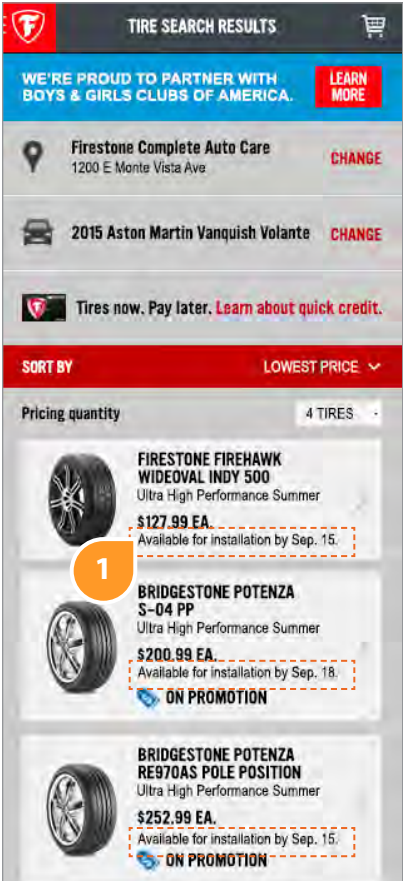 TIRE SEARCH RESULTS
WE'RE PROUD TO PARTNER WITH
BOYS & GIRLS CLUBS OF AMERICA.
LEARN
MORE
Firestone Complete Auto Care
1200 E Monte Vista Ave
CHANGE
2015 Aston Martin Vanquish Volante
CHANGE
Tires now, Pay later. Learn about quick credit.
SORT BY
LOWEST PRICE
Pricing quantity
4 TIRES
FIRESTONE FIREHAWK
WIDEOVAL INDY 500
Ultra High Performance Summer
$127.99 EA.
Available for installation by Sep. 15.
1
BRIDGESTONE POTENZA
S-04 PP
Ultra High Performance Summer
$200.99 EA.
Available for installation by Sep. 18.
ON PROMOTION
BRIDGESTONE POTENZA
RE970AS POLE POSITION
Ultra High Performance Summer
$252.99 EA.
Available for installation by Sep. 15.
ON PROMOTION